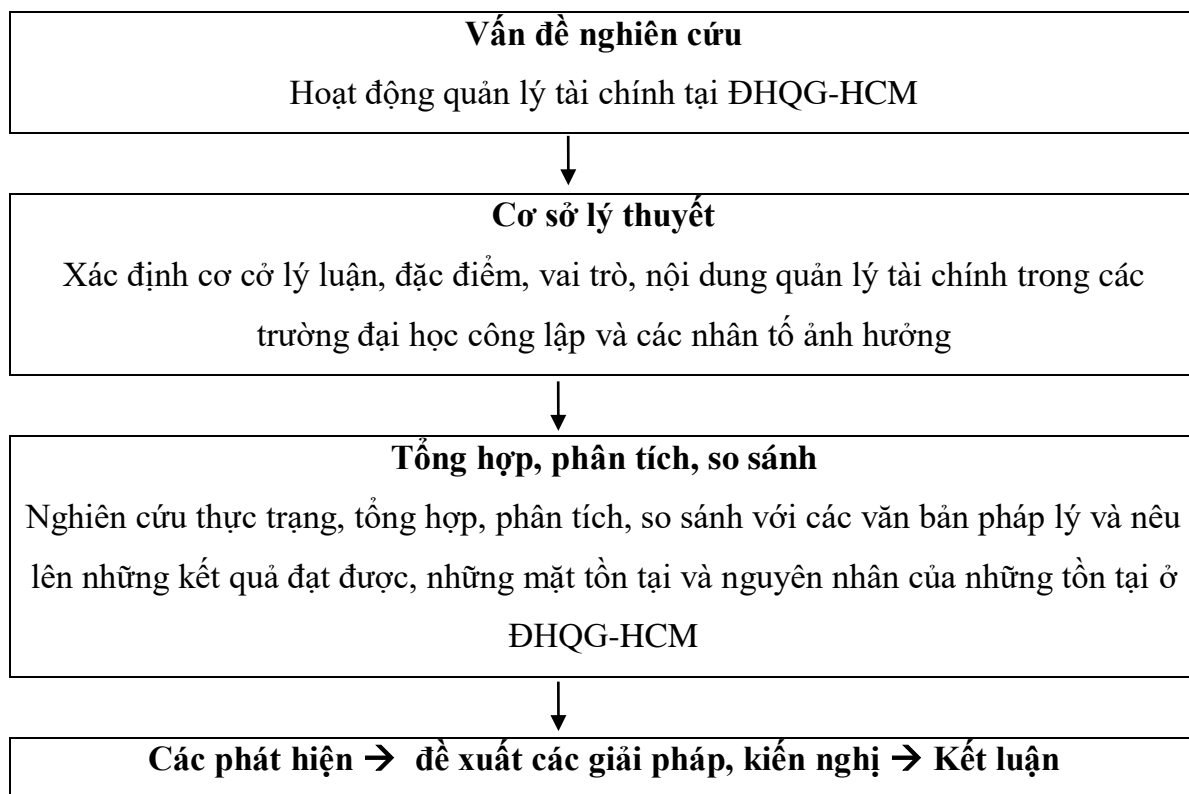 Vấn đề nghiên cứu
Hoạt động quản lý tài chính tại ĐHQG-HCM
Cơ sở lý thuyết
Xác định cơ cở lý luận, đặc điểm, vai trò, nội dung quản lý tài chính trong các
trường đại học công lập và các nhân tố ảnh hưởng
Tổng hợp, phân tích, so sánh
Nghiên cứu thực trạng, tổng hợp, phân tích, so sánh với các văn bản pháp lý và nêu
lên những kết quả đạt được, những mặt tồn tại và nguyên nhân của những tồn tại ở
ĐHQG-HCM
Các phát hiện → đề xuất các giải pháp, kiến nghị → Kết luận